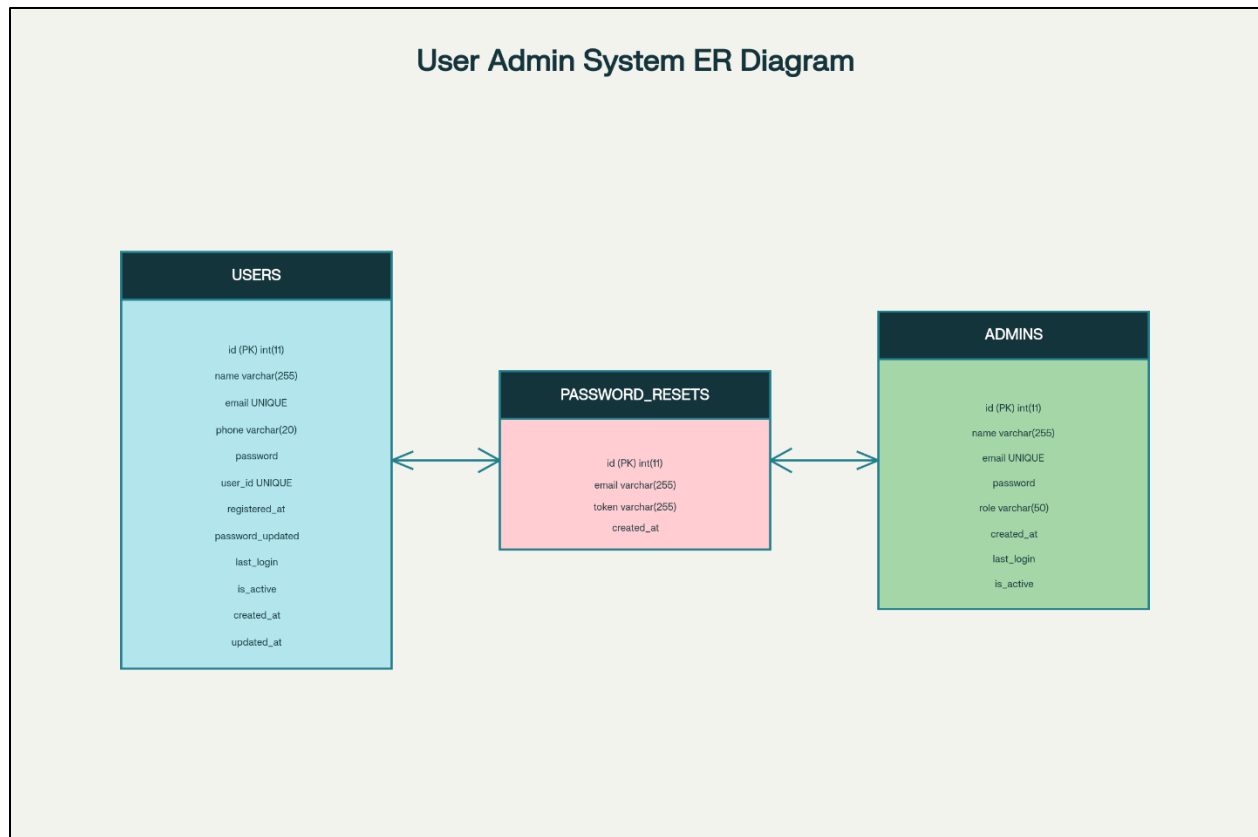 User Admin System ER Diagram
USERS
id (PK) int(11)
name varchar(255)
email UNIQUE
phone varchar(20)
password
user_id UNIQUE
registered_at
password_updated
last_login
is_active
created_at
updated_at
PASSWORD_RESETS
id (PK) int(11)
email varchar(255)
token varchar(255)
created_at
ADMINS
id (PK) int(11)
name varchar(255)
email UNIQUE
password
role varchar(50)
created_at
last_login
is_active